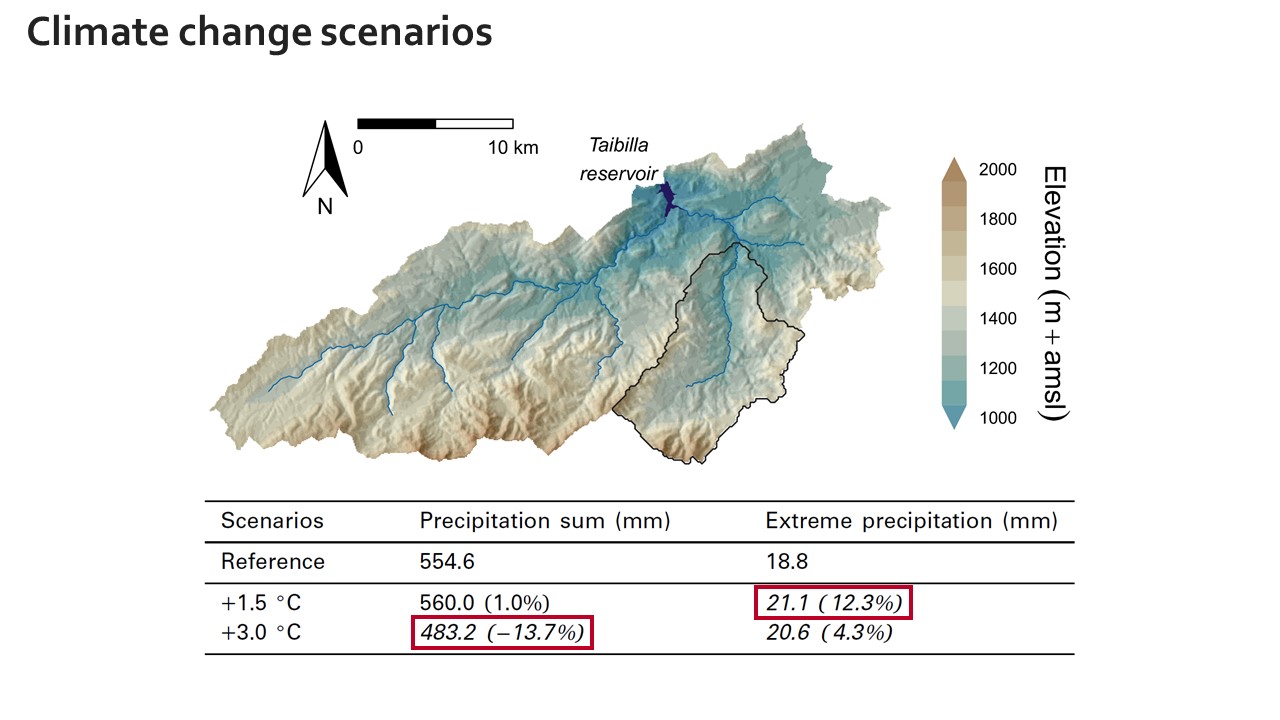 Climate change scenarios
0 10 km
N
Taibilla
reservoir
2000
1800
1600
1400
1200
1000
Elevation (m + amsl)
Scenarios Precipitation sum (mm) Extreme precipitation (mm)
Reference 554.6 18.8
+1.5 °C 560.0 (1.0%) 21.1 (12.3%)
+3.0 °C 483.2 (−13.7%) 20.6 (4.3%)